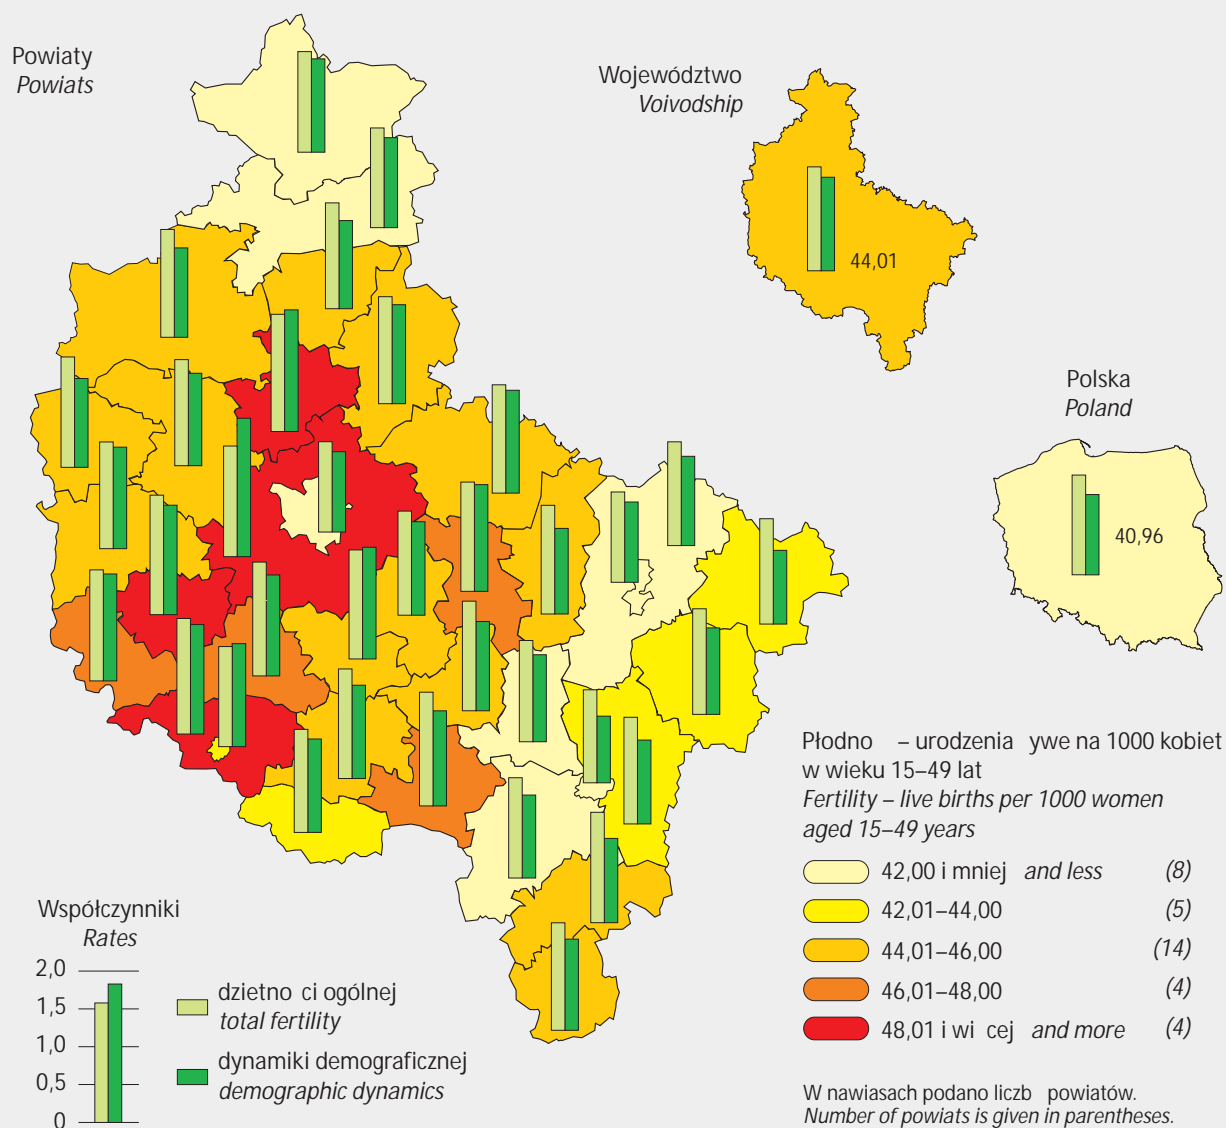 Powiaty
Powiats
Województwo
Voivodship
44,01
Polska
Poland
40,96
Płodno – urodzenia ywe na 1000 kobiet
w wieku 15–49 lat
Fertility – live births per 1000 women
aged 15–49 years
42,00 i mniej and less (8)
42,01–44,00 (5)
44,01–46,00 (14)
46,01–48,00 (4)
48,01 i wi cej and more (4)
W nawiasach podano liczb powiatów.
Number of powiats is given in parentheses.
Współczynniki
Rates
2,0
1,5
1,0
0,5
0
dzietno ci ogólnej
total fertility
dynamiki demograficznej
demographic dynamics